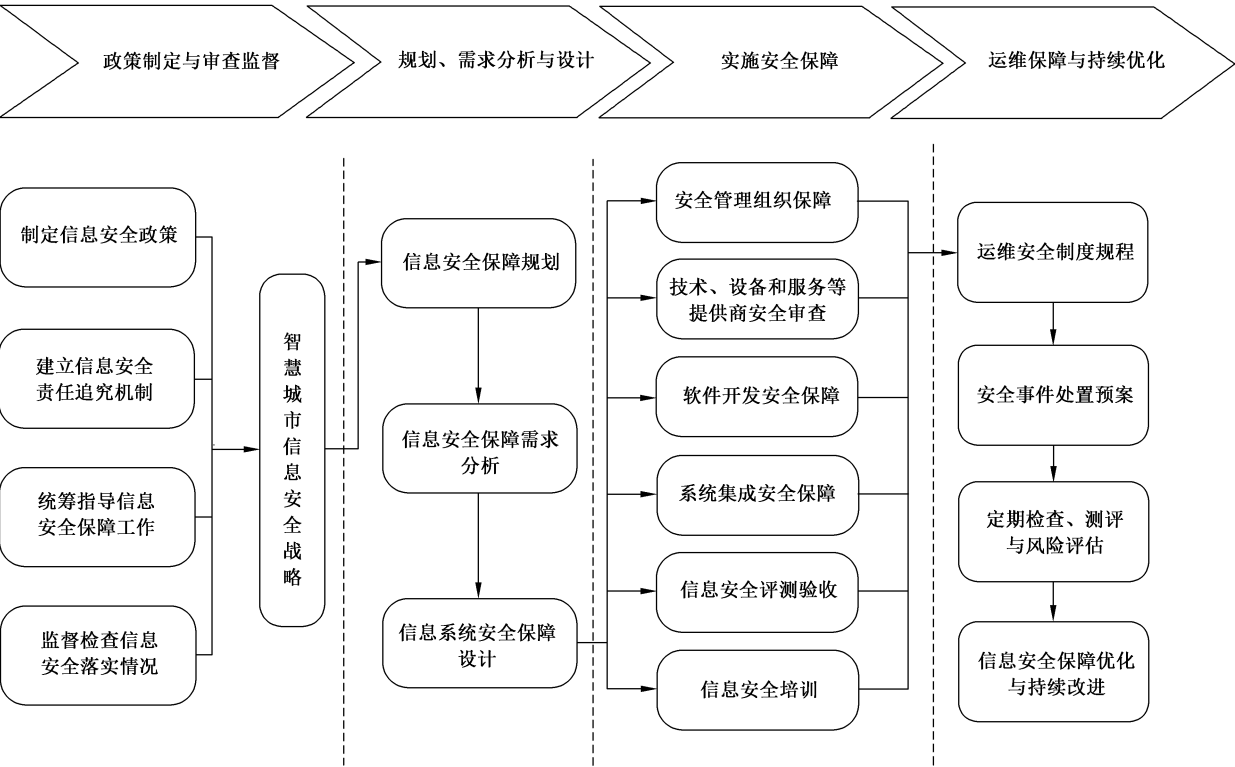 政策制定与审查监督
规划、需求分析与设计
实施安全保障
运维保障与持续优化
制定信息安全政策
建立信息安全
责任追究机制
统筹指导信息
安全保障工作
监督检查信息
安全落实情况
智慧城市信息安全战略
信息安全保障规划
信息安全保障需求
分析
信息系统安全保障
设计
安全管理组织保障
技术、设备和服务等
提供商安全审查
软件开发安全保障
系统集成安全保障
信息安全评测验收
信息安全培训
运维安全制度规程
安全事件处置预案
定期检查、测评
与风险评估
信息安全保障优化
与持续改进